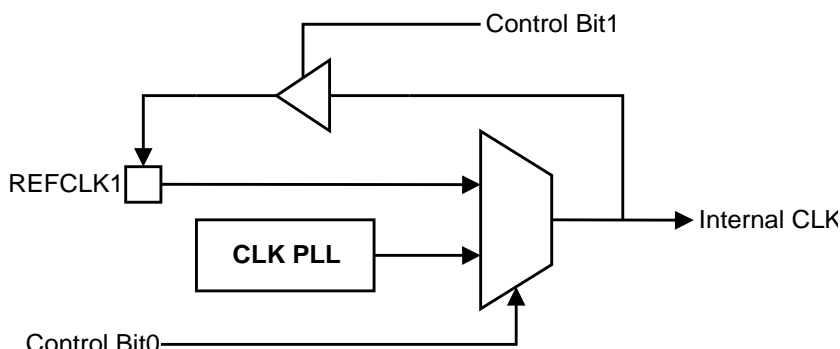 Control Bit1
REFCLK1
Internal CLK
CLK PLL
Control Bit0